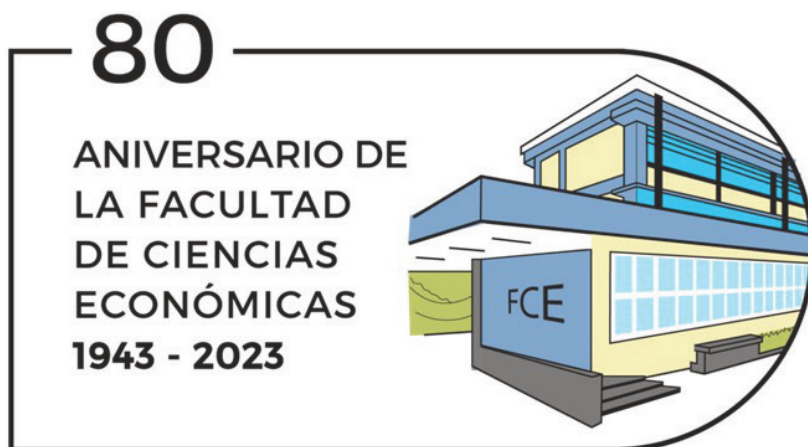 80
ANIVERSARIO DE
LA FACULTAD
DE CIENCIAS
ECONÓMICAS
1943 - 2023
FCE